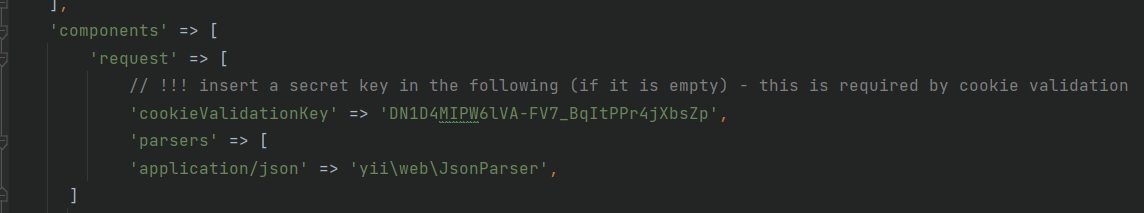 ],
'components' => [
'request' => [
// !!! insert a secret key in the following (if it is empty) - this is required by cookie validation
'cookieValidationKey' => 'DN1D4MIPW6lVA-FV7_BqItPPr4jXbsZp',
'parsers' => [
'application/json' => 'yii\web\JsonParser',
]